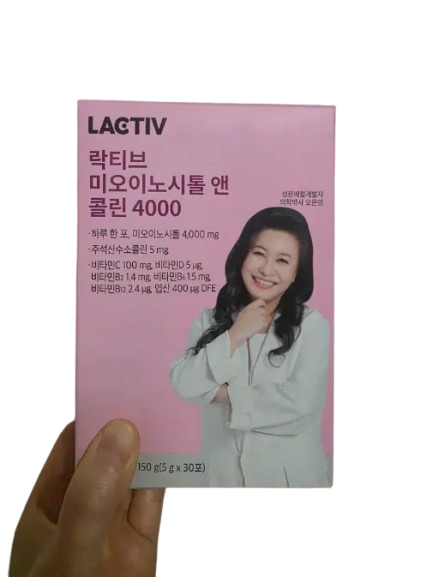 LACTIV
락티브
미오이노시톨 앤
콜린 4000
성분배합개발자
의학박사 오은영
· 하루 한 포, 미오이노시톨 4,000 mg
· 주석산수소콜린 5 mg
· 비타민C 100 mg, 비타민D 5 µg,
비타민B2 1.4 mg, 비타민B6 1.5 mg,
비타민B12 2.4 µg, 엽산 400 µg DFE
150 g(5 g x 30포)